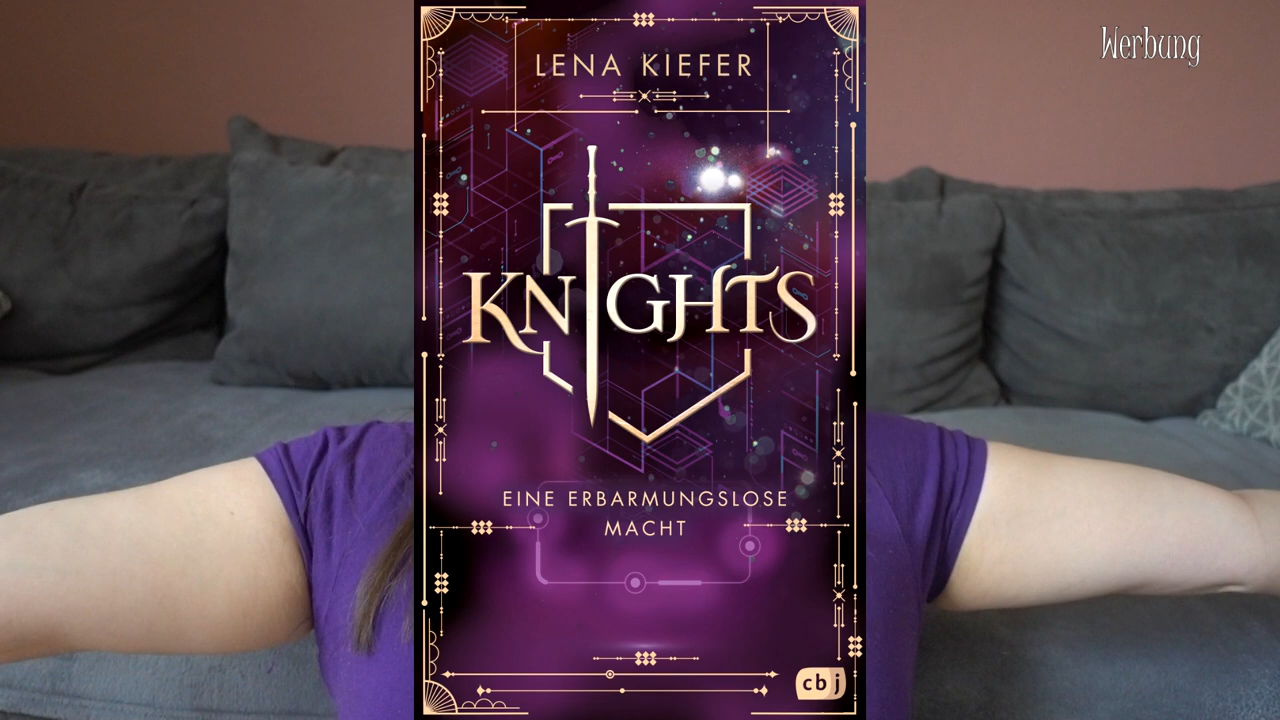 Werbung
LENA KIEFER
KNIGHTS
EINE ERBARMUNGSLOSE
MACHT
cbj